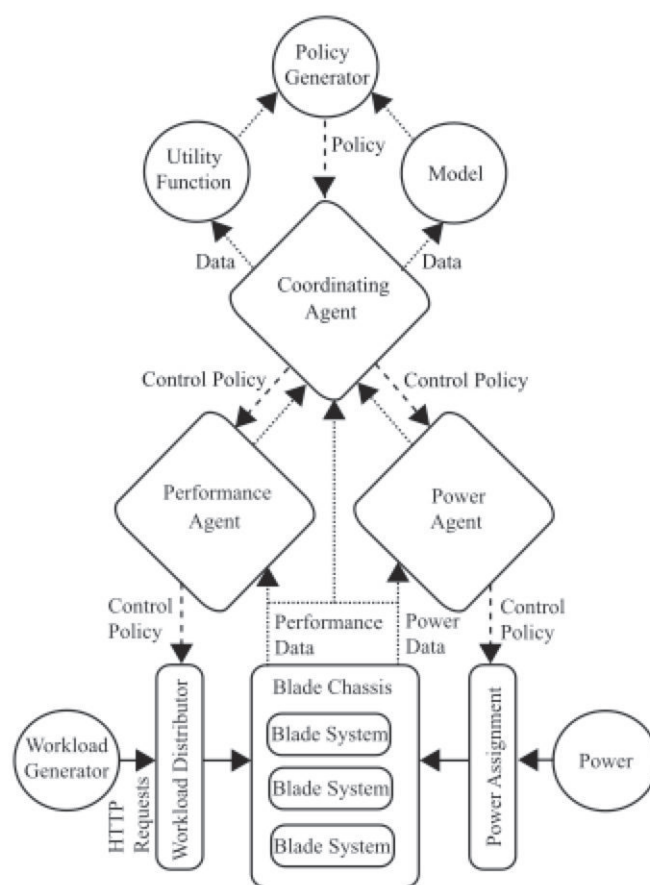 Policy
Generator
Policy
Utility
Function
Model
Data
Data
Coordinating
Agent
Control Policy
Control Policy
Performance
Agent
Power
Agent
Control
Policy
Performance
Data
Power
Data
Control
Policy
Blade Chassis
Workload
Generator
HTTP
Requests
Workload Distributor
Blade System
Blade System
Blade System
Power Assignment
Power